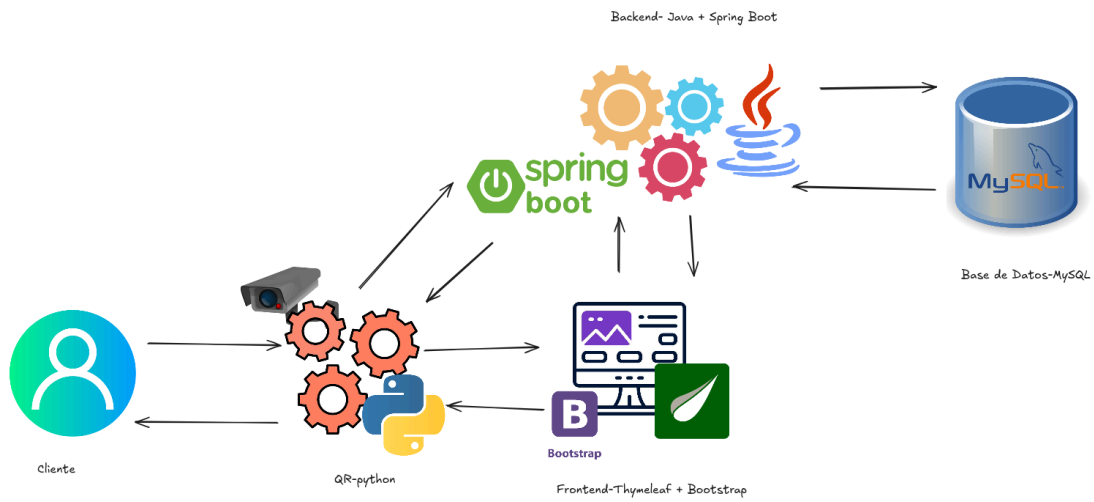 Backend- Java + Spring Boot
spring
boot
MySQL
Base de Datos-MySQL
B
Bootstrap
Cliente
QR-python
Frontend-Thymeleaf + Bootstrap